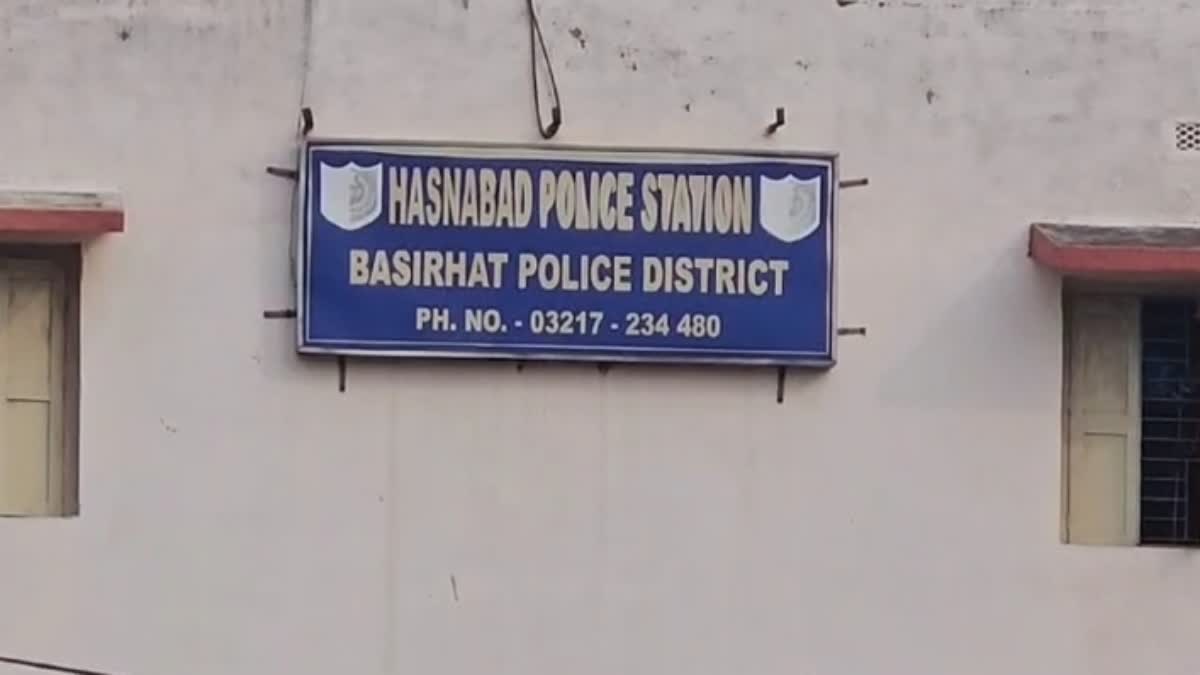 HASNABAD POLICE STATION
BASIRHAT POLICE DISTRICT
PH. NO. - 03217 - 234 480